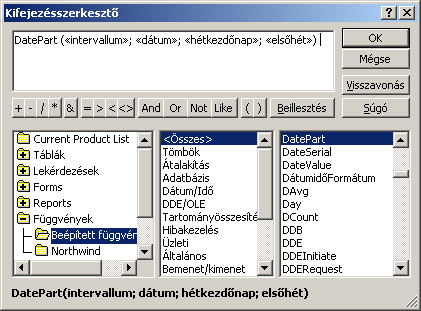 Kifejezésszerkesztő
DatePart («intervallum»; «dátum»; «hétkezdőnap»; «elsőhét»)
OK
Mégse
Visszavonás
+ - / * & = > < <> And Or Not Like ( ) Beillesztés Súgó
Current Product List
Táblák
Lekérdezések
Forms
Reports
Függvények
Beépített függvén
Northwind
<Összes>
Tömbök
Átalakítás
Adatbázis
Dátum/Idő
DDE/OLE
Tartományösszesíté
Hibakezelés
Üzleti
Általános
Bemenet/kimenet
DatePart
DateSerial
DateValue
DátumidőFormátum
DAvg
Day
DCount
DDB
DDE
DDEInitiate
DDERequest
DatePart(intervallum; dátum; hétkezdőnap; elsőhét)